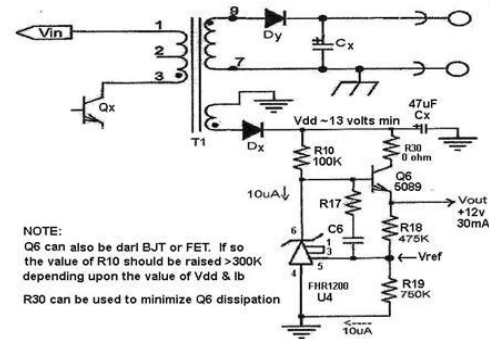 Vin
1
2
3
9
7
Dy
Cx
Qx
T1
Dx
Vdd ~13 volts min
47uF
Cx
R10
100K
R30
0 ohm
Q6
5089
10uA↓
R17
Vout
+12v
30mA
R18
475K
C6
6
1
3
5
4
Vref
FHR1200
U4
R19
750K
10uA
NOTE:
Q6 can also be darl BJT or FET. If so
the value of R10 should be raised >300K
depending upon the value of Vdd & Ib
R30 can be used to minimize Q6 dissipation